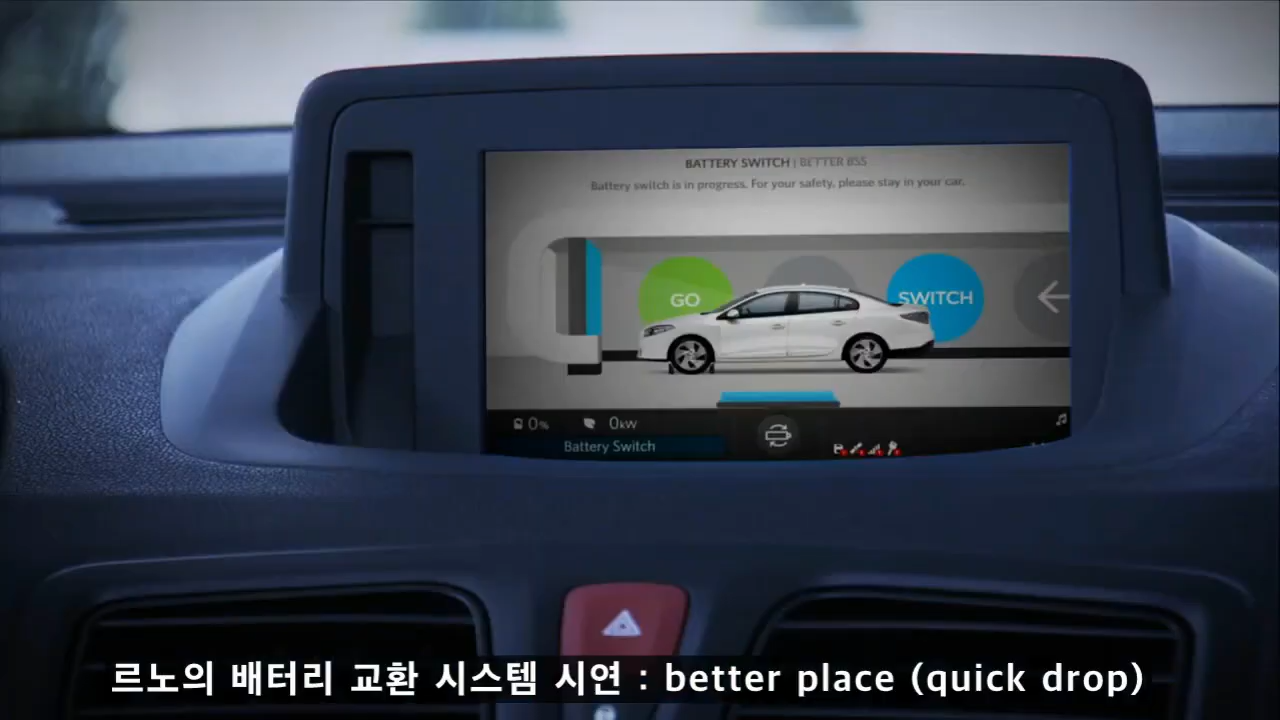 BATTERY SWITCH | BETTER BSS
Battery switch is in progress. For your safety, please stay in your car.
GO
SWITCH
0%
0kW
Battery Switch
르노의 배터리 교환 시스템 시연 : better place (quick drop)